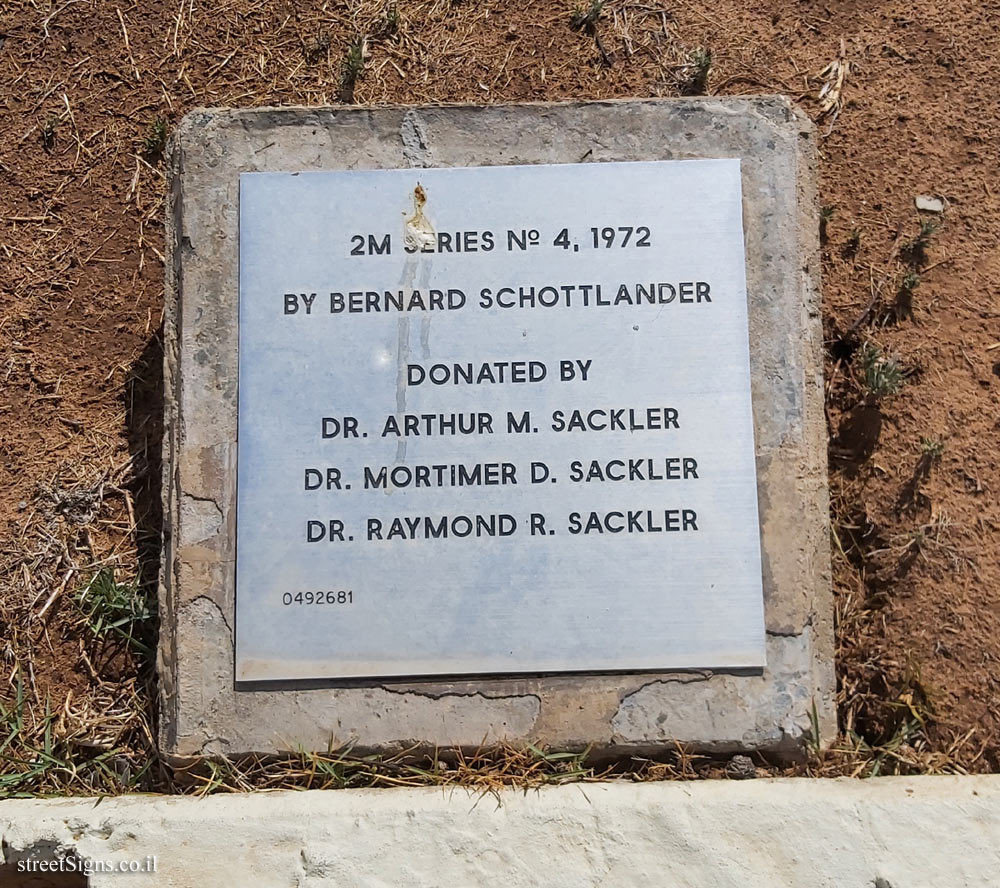 2M SERIES Nº 4, 1972
BY BERNARD SCHOTTLANDER
DONATED BY
DR. ARTHUR M. SACKLER
DR. MORTIMER D. SACKLER
DR. RAYMOND R. SACKLER
0492681
streetSigns.co.il